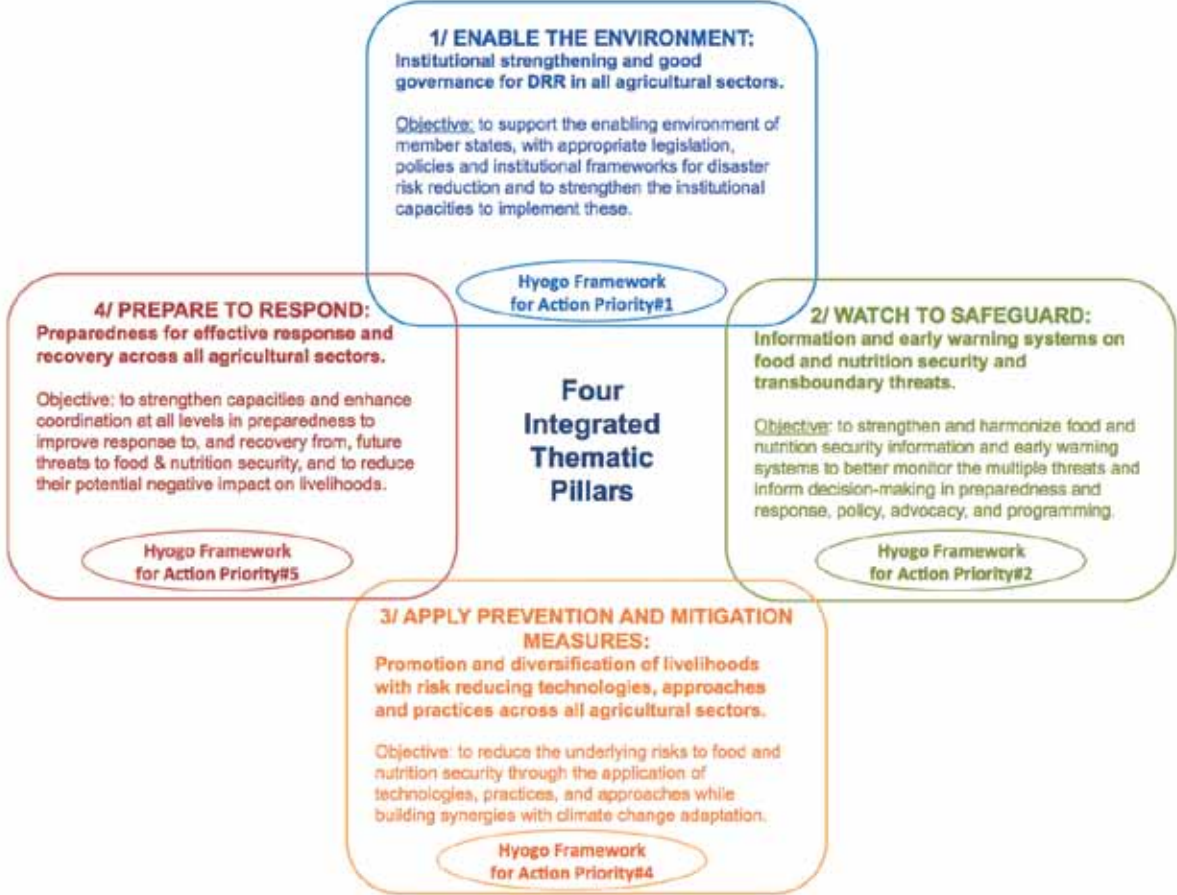 1/ ENABLE THE ENVIRONMENT:
Institutional strengthening and good
governance for DRR in all agricultural sectors.
Objective: to support the enabling environment of
member states, with appropriate legislation,
policies and institutional frameworks for disaster
risk reduction and to strengthen the institutional
capacities to implement these.
Hyogo Framework
for Action Priority#1
2/ WATCH TO SAFEGUARD:
Information and early warning systems on
food and nutrition security and
transboundary threats.
Objective: to strengthen and harmonize food and
nutrition security information and early warning
systems to better monitor the multiple threats and
inform decision-making in preparedness and
response, policy, advocacy, and programming.
Hyogo Framework
for Action Priority#2
Four
Integrated
Thematic
Pillars
3/ APPLY PREVENTION AND MITIGATION
MEASURES:
Promotion and diversification of livelihoods
with risk reducing technologies, approaches
and practices across all agricultural sectors.
Objective: to reduce the underlying risks to food and
nutrition security through the application of
technologies, practices, and approaches while
building synergies with climate change adaptation.
Hyogo Framework
for Action Priority#4
4/ PREPARE TO RESPOND:
Preparedness for effective response and
recovery across all agricultural sectors.
Objective: to strengthen capacities and enhance
coordination at all levels in preparedness to
improve response to, and recovery from, future
threats to food & nutrition security, and to reduce
their potential negative impact on livelihoods.
Hyogo Framework
for Action Priority#5